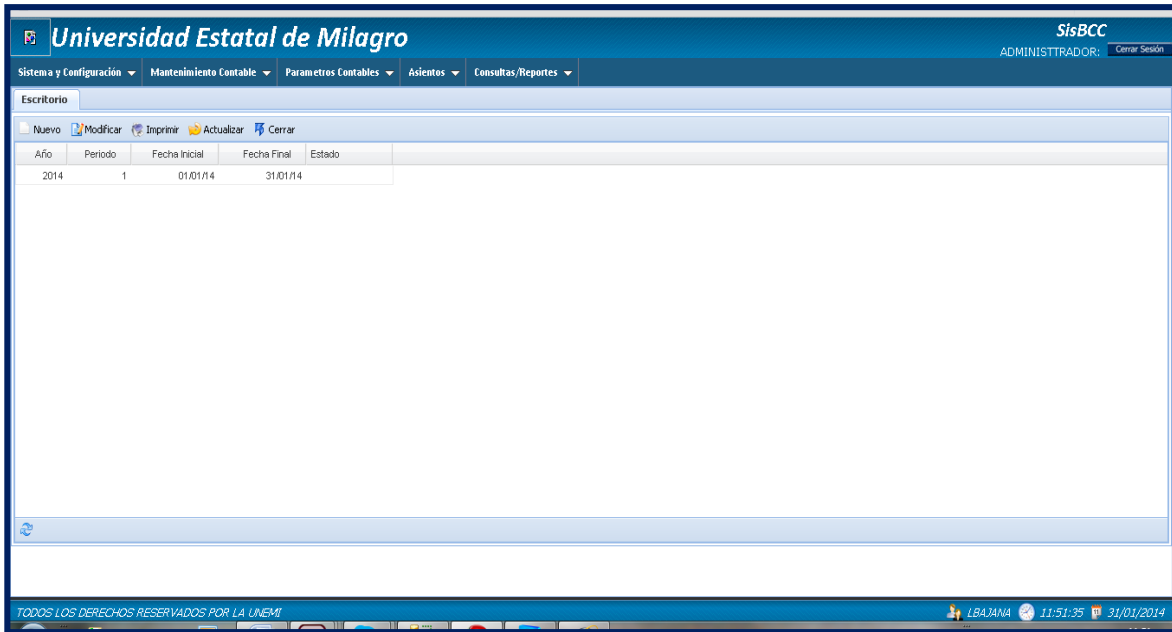 Universidad Estatal de Milagro
SisBCC
ADMINISTTRADOR: Cerrar Sesión
Sistema y Configuración Mantenimiento Contable Parametros Contables Asientos Consultas/Reportes
Escritorio
Nuevo Modificar Imprimir Actualizar Cerrar
Año Periodo Fecha Inicial Fecha Final Estado
2014 1 01/01/14 31/01/14
TODOS LOS DERECHOS RESERVADOS POR LA UNEMI LBAJANA 11:51:35 31/01/2014